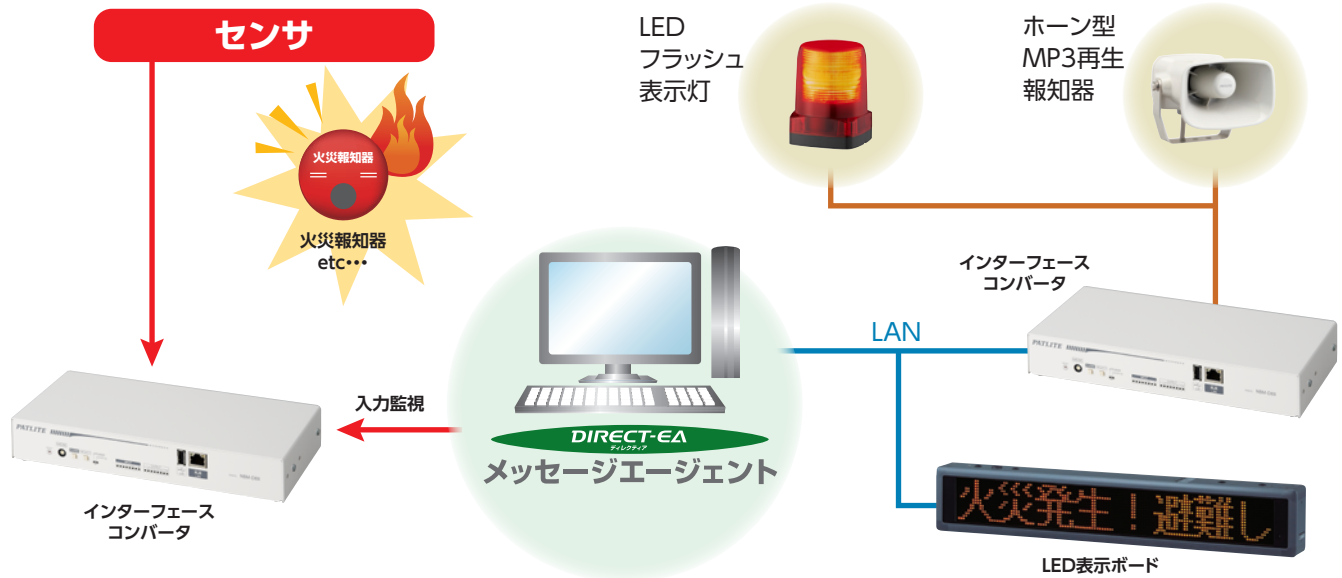 センサ
火災報知器
火災報知器
etc･･･
LED
フラッシュ
表示灯
ホーン型
MP3再生
報知器
インターフェース
コンバータ
PATLITE
LAN
入力監視
DIRECT-EA
ディレクティア
メッセージエージェント
PATLITE
インターフェース
コンバータ
火災発生！避難し
LED表示ボード